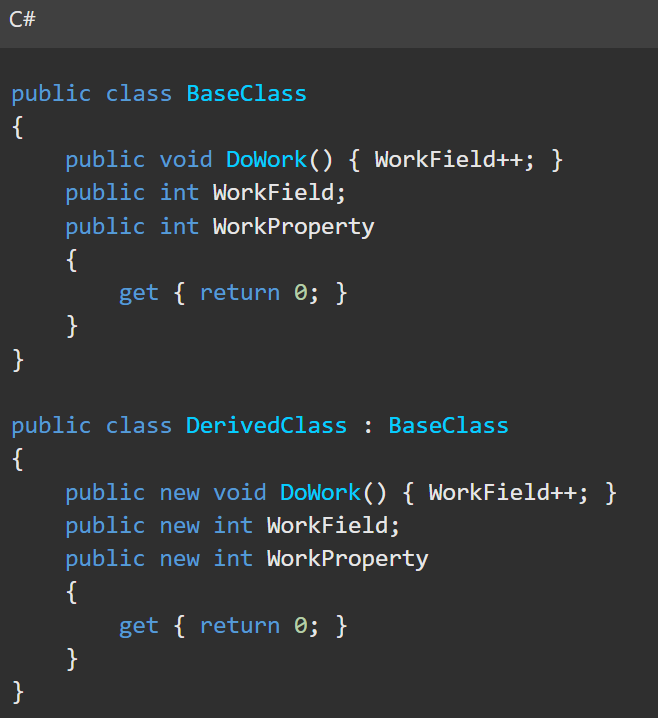 C#
public class BaseClass
{
    public void DoWork() { WorkField++; }
    public int WorkField;
    public int WorkProperty
    {
        get { return 0; }
    }
}
public class DerivedClass : BaseClass
{
    public new void DoWork() { WorkField++; }
    public new int WorkField;
    public new int WorkProperty
    {
        get { return 0; }
    }
}